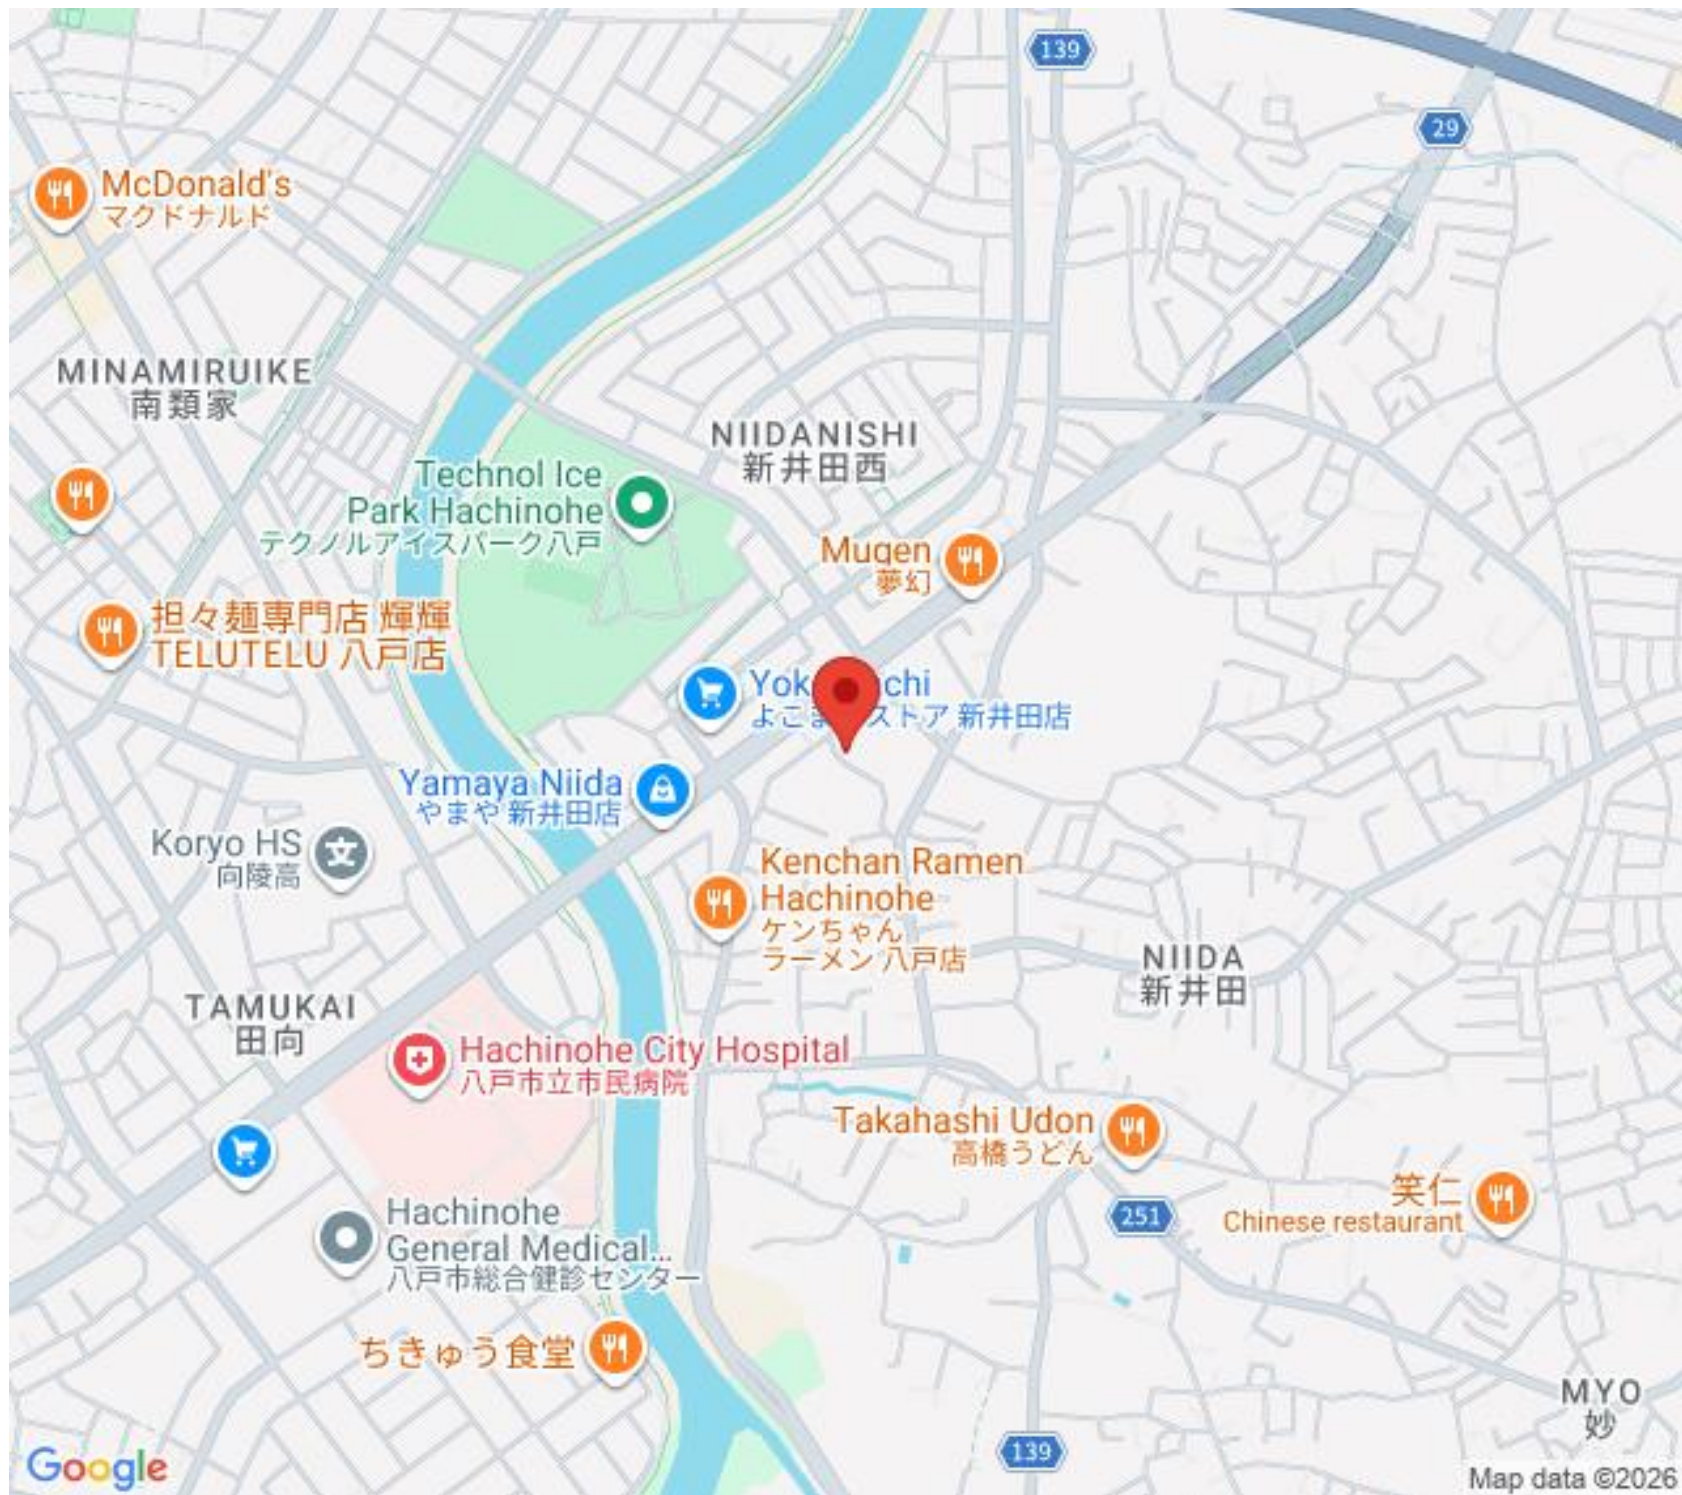 139
29
McDonald's
マクドナルド
MINAMIRUIKE
南類家
NIIDANISHI
新井田西
Technol Ice
Park Hachinohe
テクノルアイスパーク八戸
Mugen
夢幻
担々麺専門店 輝輝
TELUTELU 八戸店
ストア 新井田店
Yamaya Niida
やまや 新井田店
Koryo HS
向陵高
Kenchan Ramen
Hachinohe
ケンちゃん
ラーメン 八戸店
NIIDA
新井田
TAMUKAI
田向
Hachinohe City Hospital
八戸市立市民病院
Takahashi Udon
高橋うどん
笑仁
Chinese restaurant
251
Hachinohe
General Medical...
八戸市総合健診センター
ちきゅう食堂
MYO
妙
139
Google
Map data ©2026